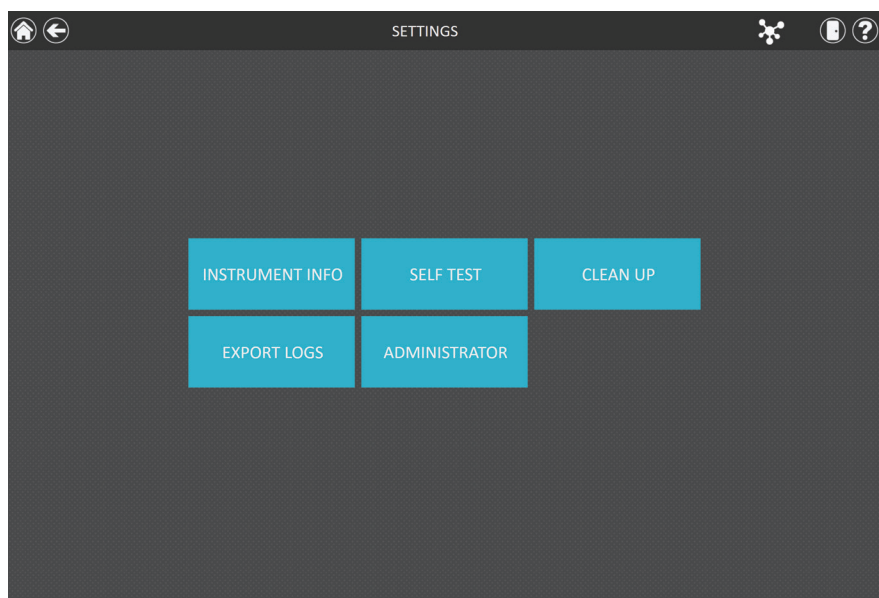 SETTINGS
INSTRUMENT INFO
SELF TEST
CLEAN UP
EXPORT LOGS
ADMINISTRATOR